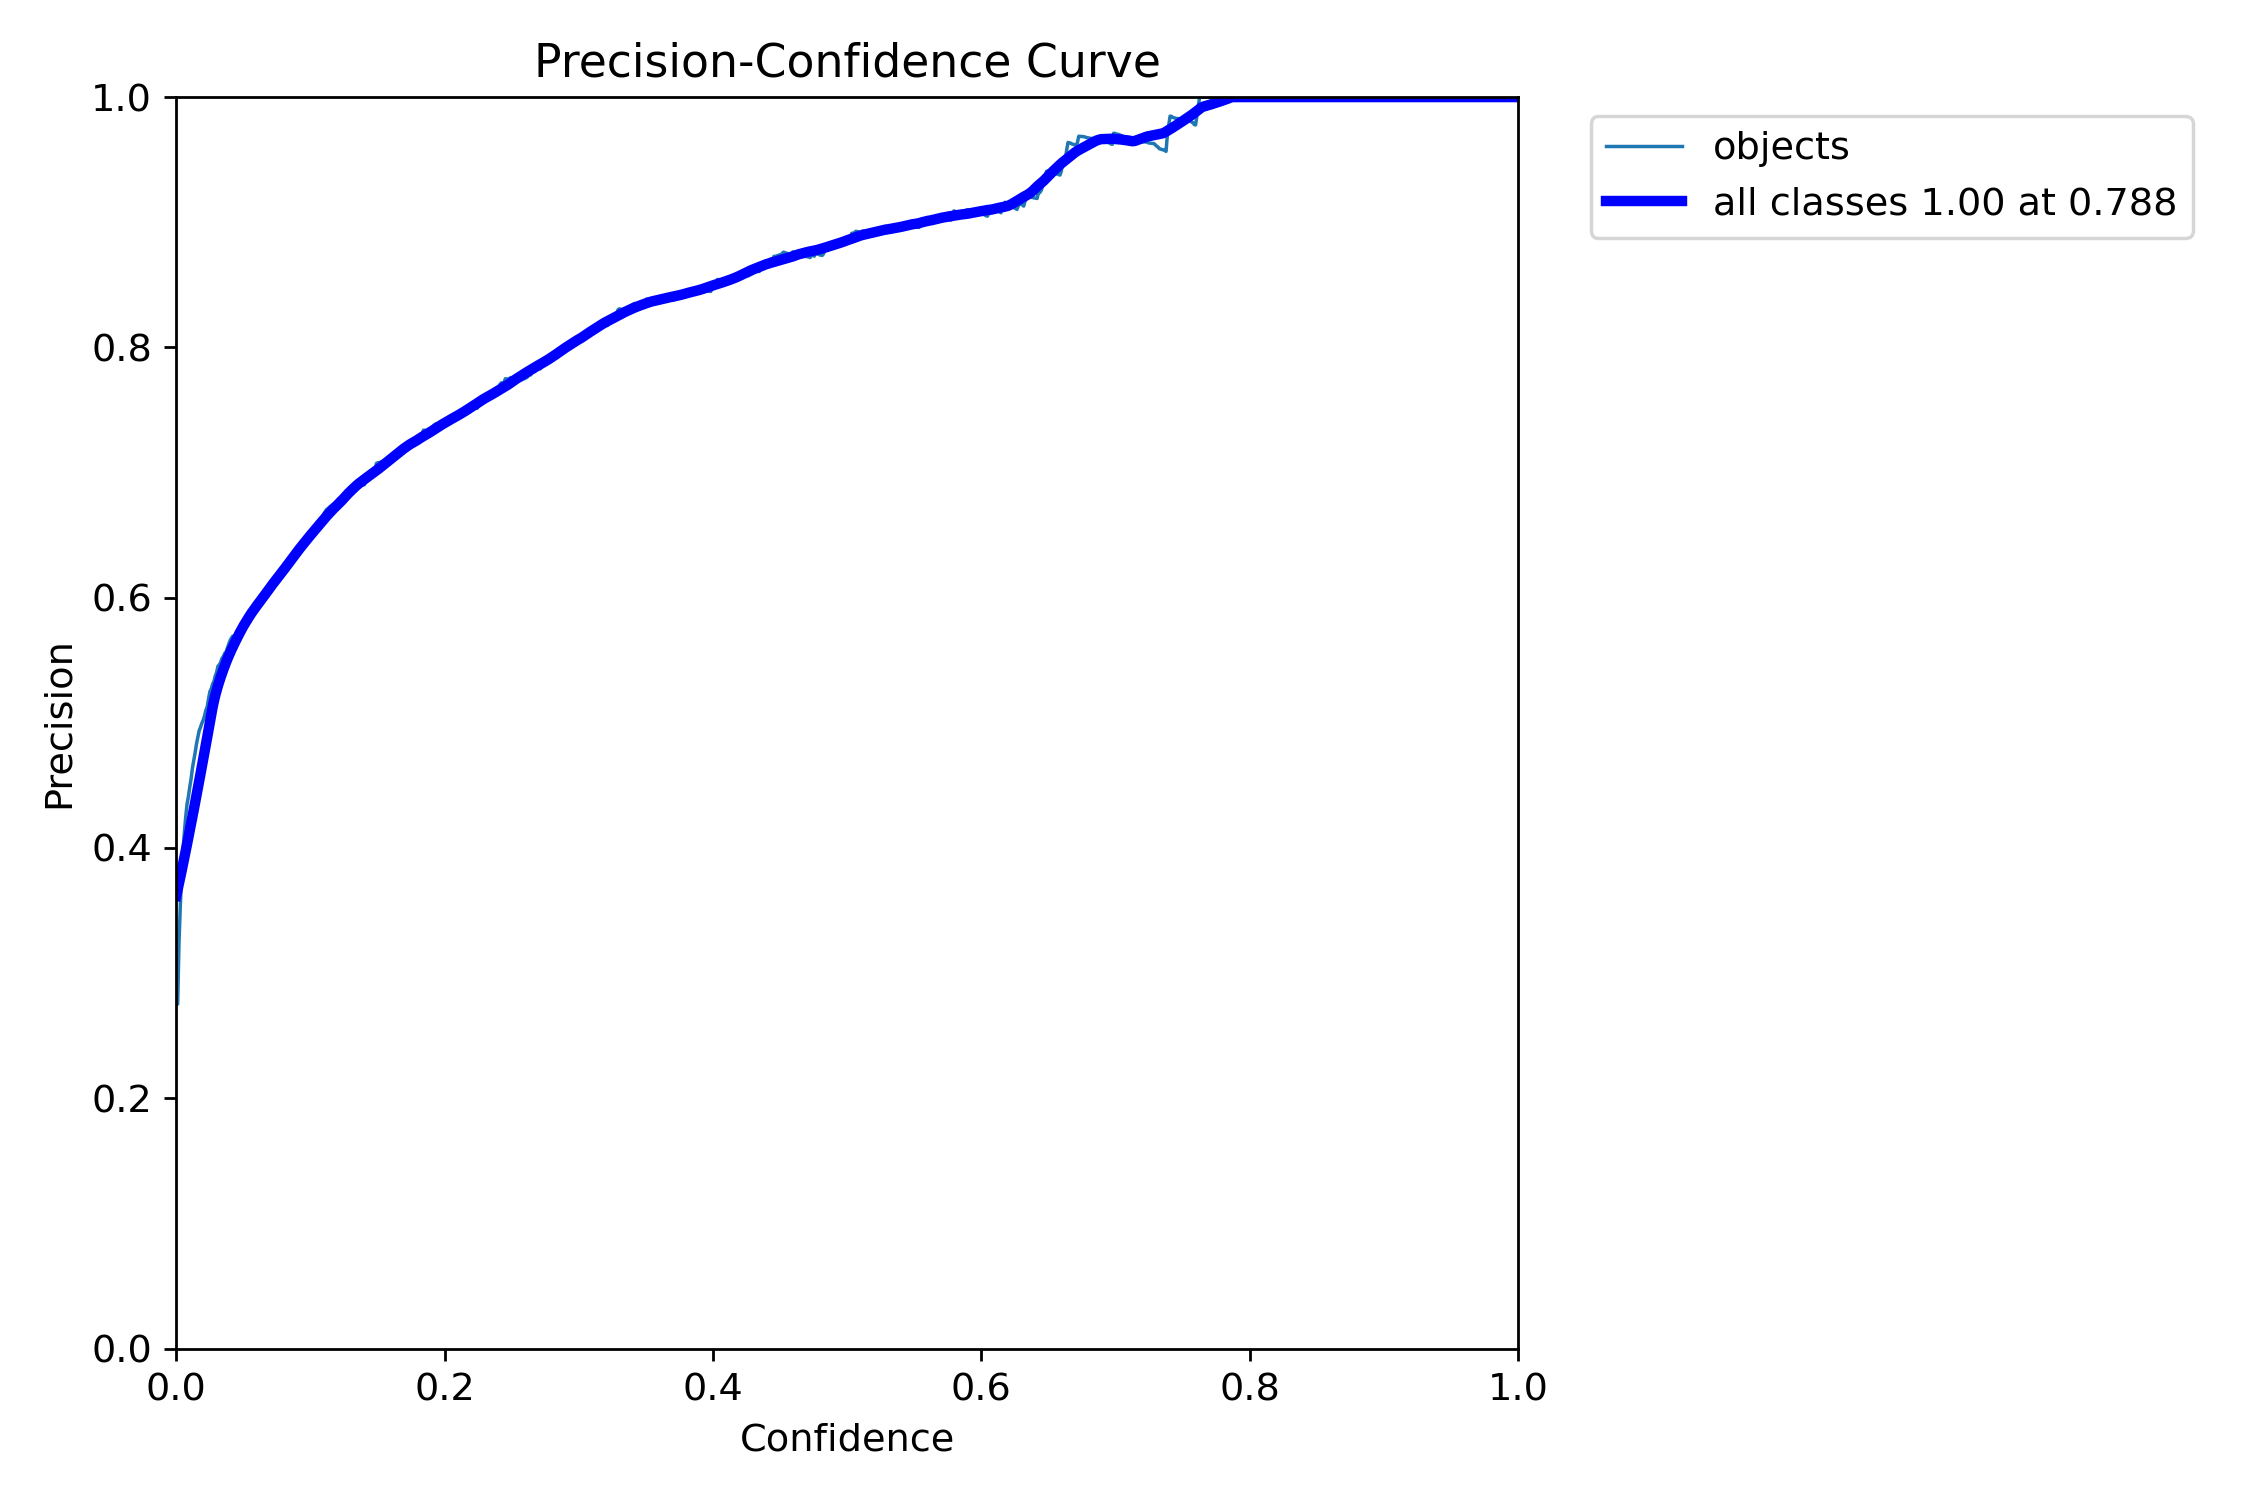 Precision-Confidence Curve
1.0
0.8
0.6
0.4
0.2
0.0
Precision
0.0 0.2 0.4 0.6 0.8 1.0
Confidence
objects
all classes 1.00 at 0.788